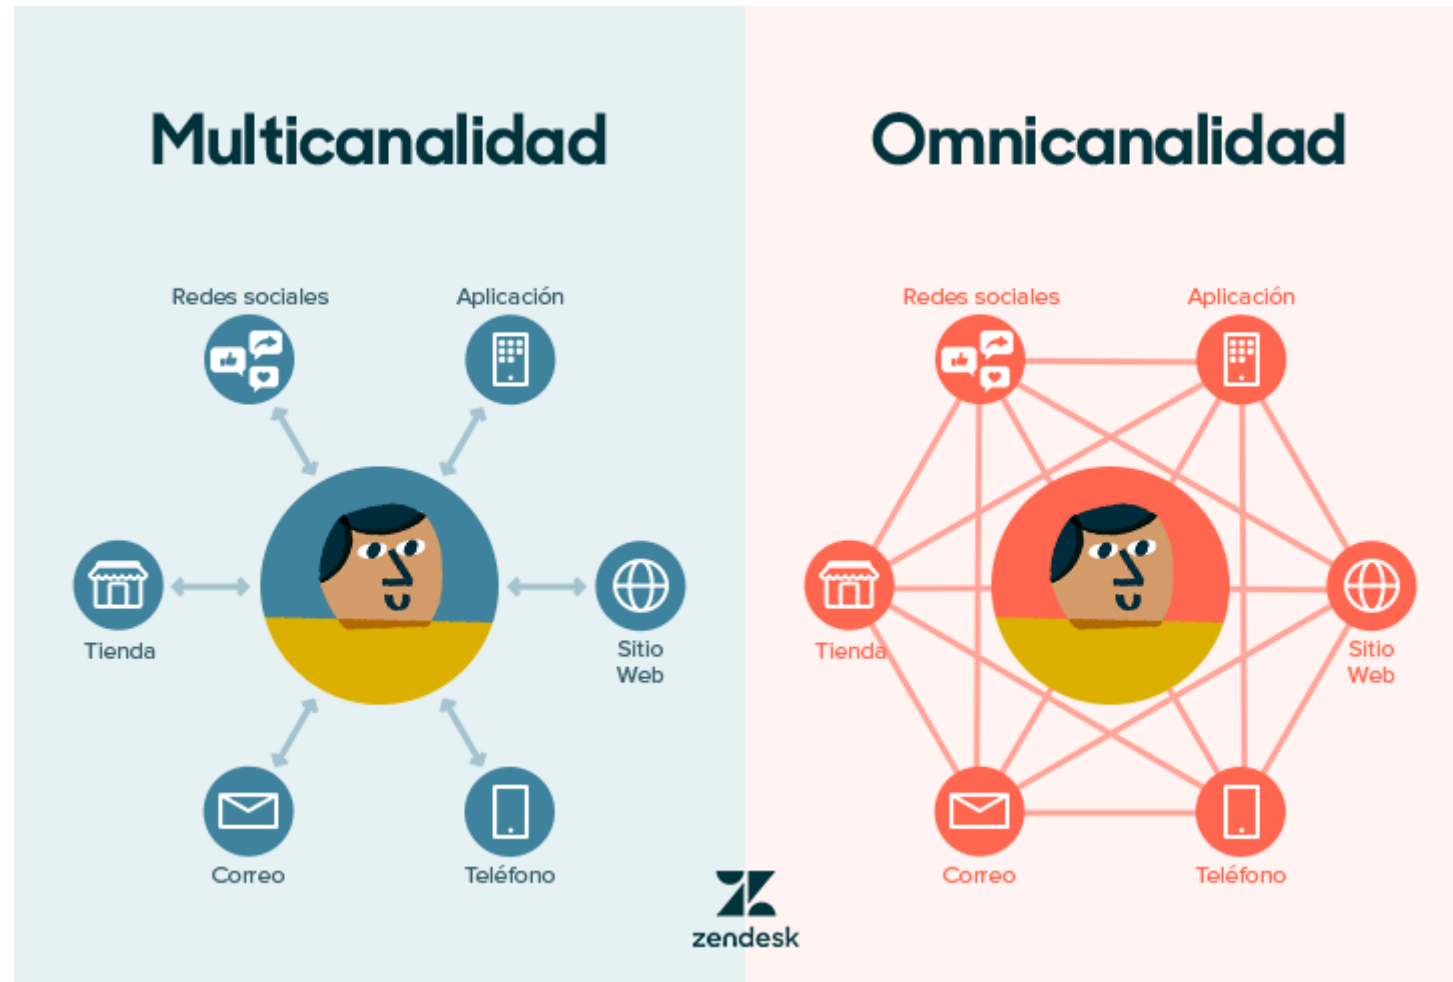 Multicanalidad
Redes sociales
Aplicación
Tienda
Sitio
Web
Correo
Teléfono
Omnicanalidad
Redes sociales
Aplicación
Tienda
Sitio
Web
Correo
Teléfono
zendesk